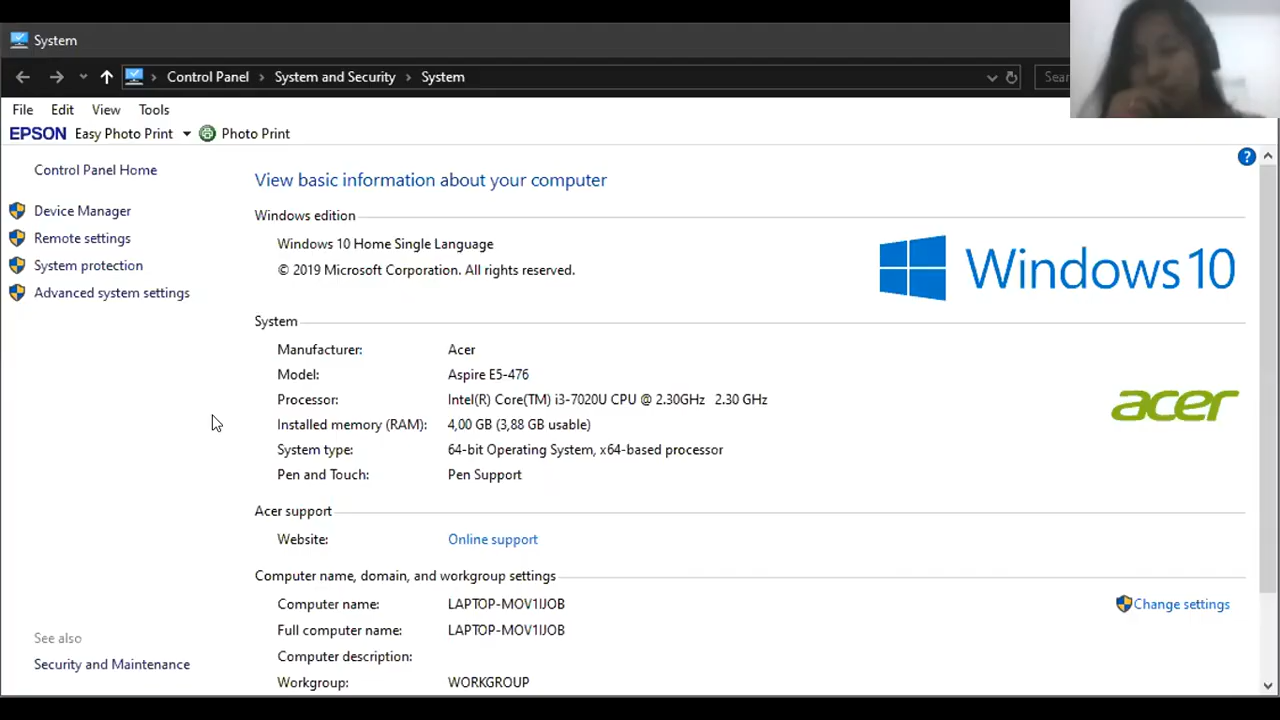 System
Control Panel > System and Security > System
Sear
File Edit View Tools
EPSON Easy Photo Print Photo Print
Control Panel Home
Device Manager
Remote settings
System protection
Advanced system settings
See also
Security and Maintenance
?
View basic information about your computer
Windows edition
Windows 10 Home Single Language
© 2019 Microsoft Corporation. All rights reserved.
Windows 10
System
Manufacturer: Acer
Model: Aspire E5-476
Processor: Intel(R) Core(TM) i3-7020U CPU @ 2.30GHz 2.30 GHz
Installed memory (RAM): 4,00 GB (3,88 GB usable)
System type: 64-bit Operating System, x64-based processor
Pen and Touch: Pen Support
acer
Acer support
Website: Online support
Computer name, domain, and workgroup settings
Computer name: LAPTOP-MOV1IJOB
Change settings
Full computer name: LAPTOP-MOV1IJOB
Computer description:
Workgroup: WORKGROUP